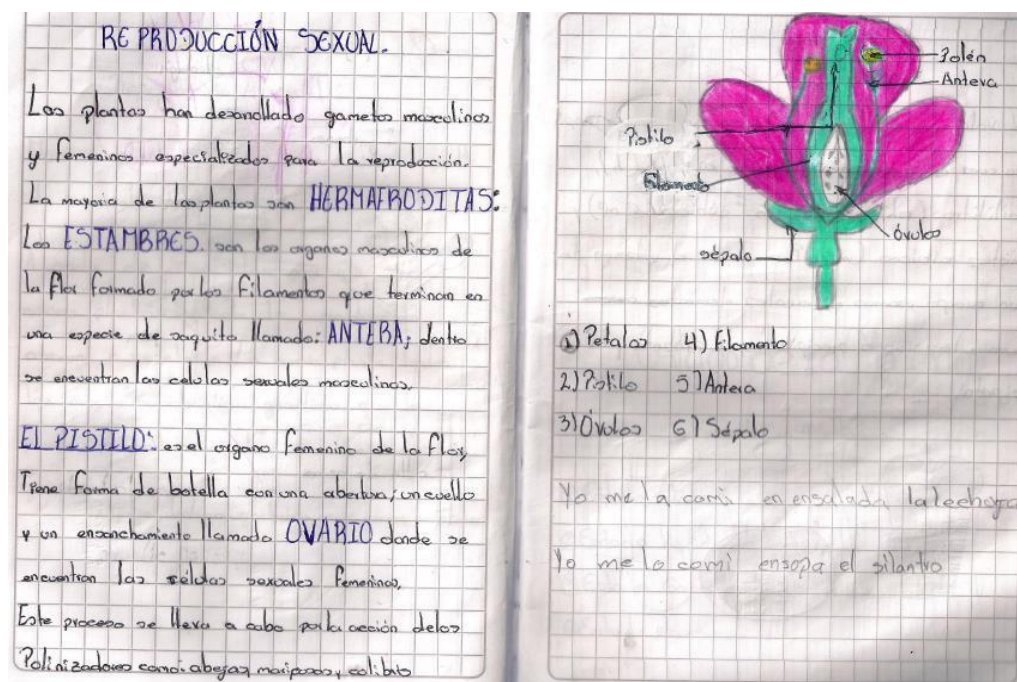 REPRODUCCIÓN SEXUAL.
Las plantas han desarrollado gametos masculinos
y femeninos especializados para la reproducción.
La mayoria de las plantas son HERMAFRODITAS:
Los ESTAMBRES. son los organos masculinos de
la flor formado por los filamentos que terminan en
una especie de saquito llamado: ANTERA; dentro
se encuentran las celulas sexuales masculinas.
EL PISTILO: es el organo femenino de la flor,
Tiene forma de botella con una abertura; un cuello
y un ensanchamiento llamado OVARIO donde se
encuentran las células sexuales femeninas,
Este proceso se lleva a cabo por la acción de los
Polinizadores como: abejas, mariposas y colibris
Polén
Antera
Pistilo
Filamento
óvulos
sépalo
1) Petalos 4) Filamento
2) Pistilo 5) Antera
3) Óvulos 6) Sépalo
Yo me la comi en ensalada la lechoga
Yo me lo comi ensopa el silantro